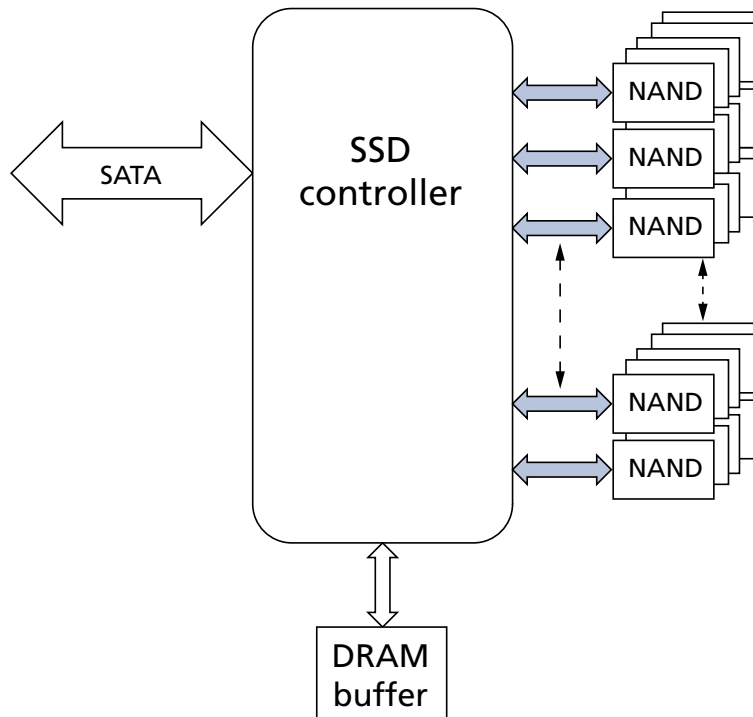 SATA
SSD
controller
NAND
NAND
NAND
NAND
NAND
DRAM
buffer